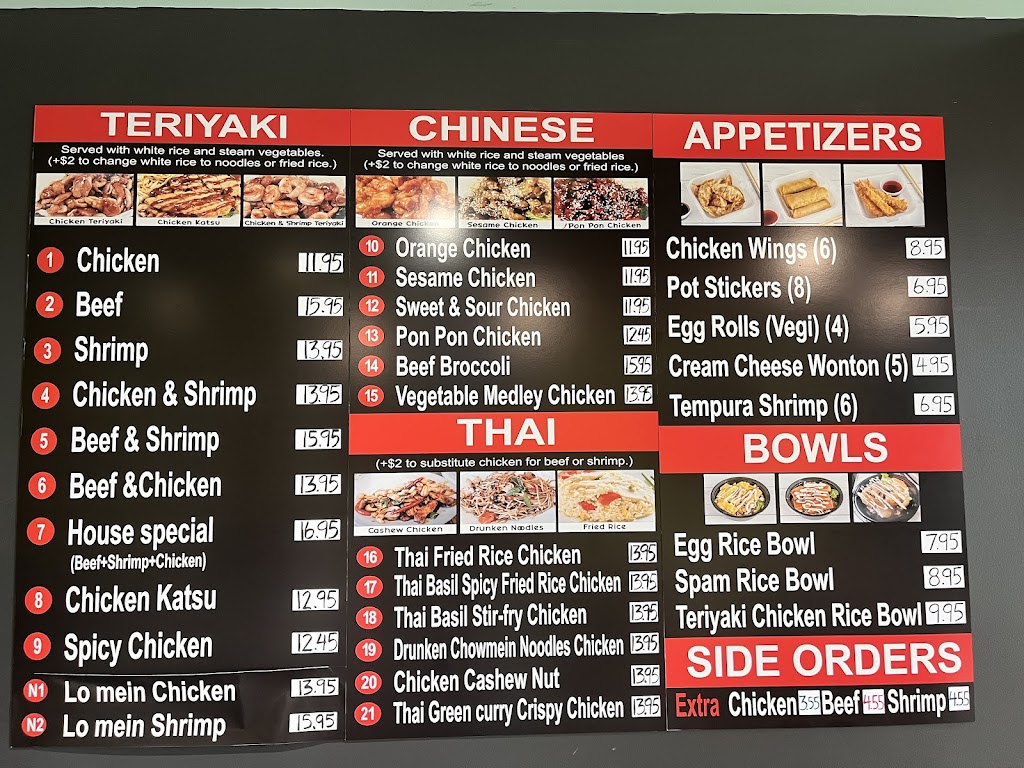 TERIYAKI
Served with white rice and steam vegetables.
(+$2 to change white rice to noodles or fried rice.)
Chicken Teriyaki
Chicken Katsu
Chicken & Shrimp Teriyaki
1 Chicken 11.95
2 Beef 15.95
3 Shrimp 13.95
4 Chicken & Shrimp 13.95
5 Beef & Shrimp 15.95
6 Beef &Chicken 13.95
7 House special 16.95
(Beef+Shrimp+Chicken)
8 Chicken Katsu 12.95
9 Spicy Chicken 12.45
N1 Lo mein Chicken 13.95
N2 Lo mein Shrimp 15.95
CHINESE
Served with white rice and steam vegetables
(+$2 to change white rice to noodles or fried rice.)
Orange Chicken
Sesame Chicken
/Pon Pon Chicken
10 Orange Chicken 11.95
11 Sesame Chicken 11.95
12 Sweet & Sour Chicken 11.95
13 Pon Pon Chicken 12.45
14 Beef Broccoli 15.95
15 Vegetable Medley Chicken 13.95
THAI
(+$2 to substitute chicken for beef or shrimp.)
Cashew Chicken
Drunken Noodles
Fried Rice
16 Thai Fried Rice Chicken 13.95
17 Thai Basil Spicy Fried Rice Chicken 13.95
18 Thai Basil Stir-fry Chicken 13.95
19 Drunken Chowmein Noodles Chicken 13.95
20 Chicken Cashew Nut 13.95
21 Thai Green curry Crispy Chicken 13.95
APPETIZERS
Chicken Wings (6) 8.95
Pot Stickers (8) 6.95
Egg Rolls (Vegi) (4) 5.95
Cream Cheese Wonton (5) 4.95
Tempura Shrimp (6) 6.95
BOWLS
Egg Rice Bowl 7.95
Spam Rice Bowl 8.95
Teriyaki Chicken Rice Bowl 9.95
SIDE ORDERS
Extra Chicken 3.55 Beef 4.55 Shrimp 4.55